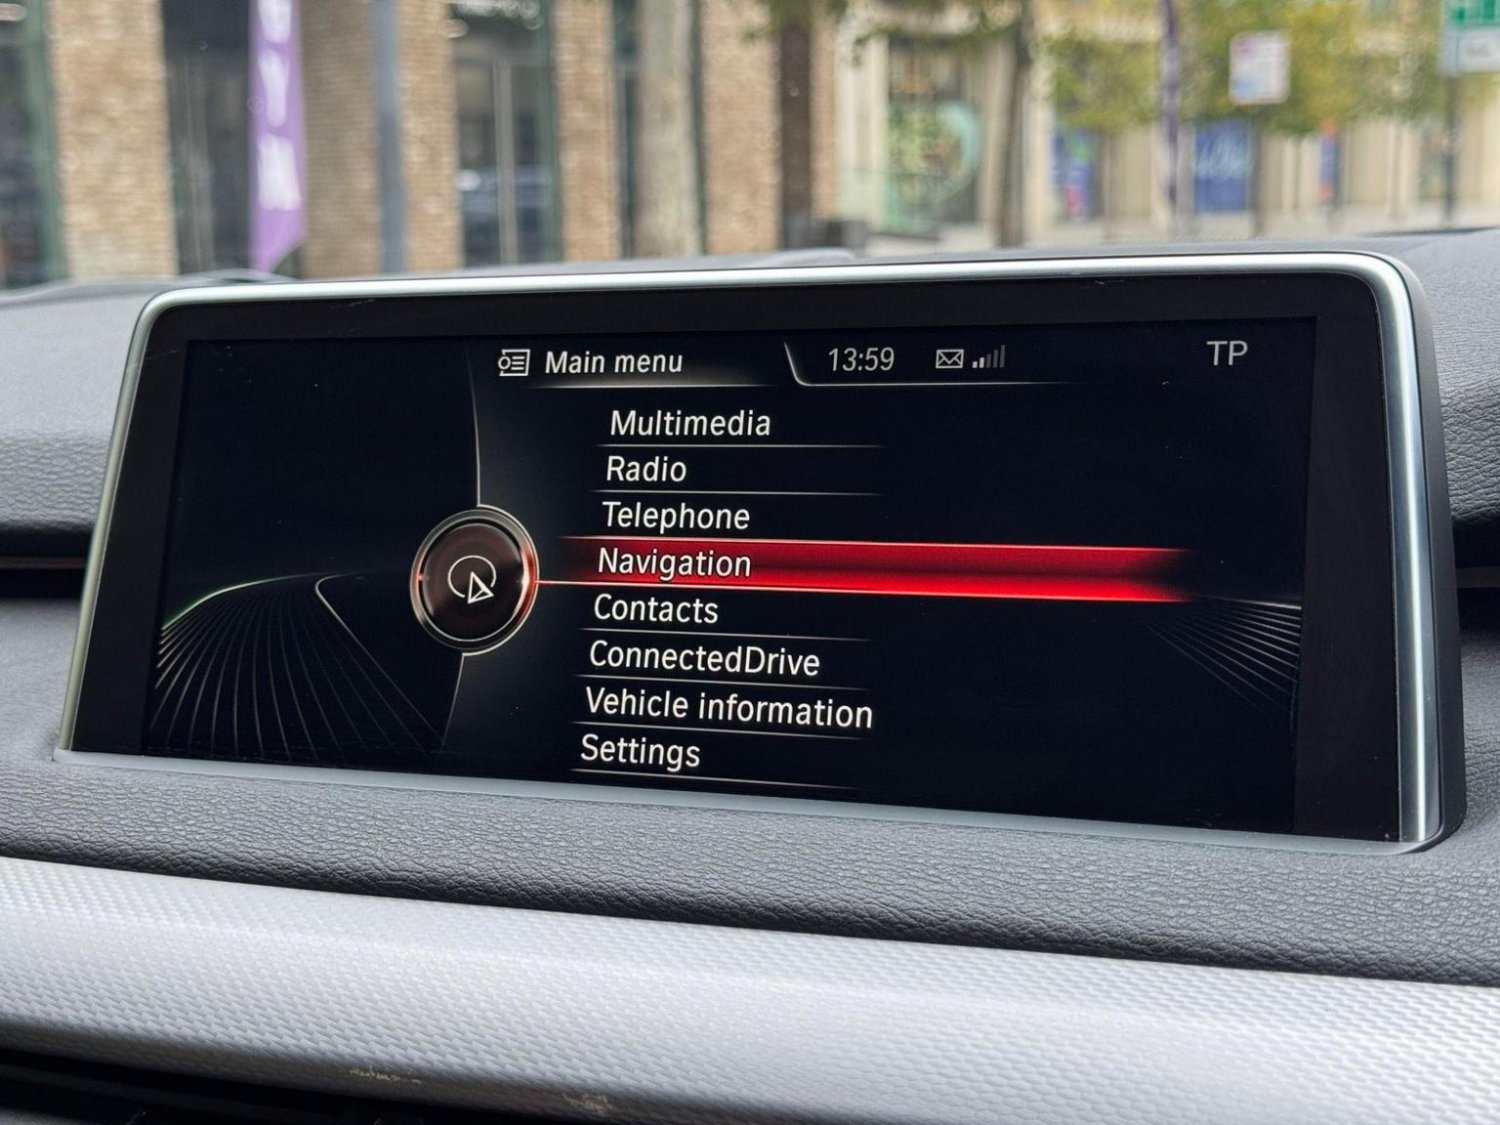 Main menu
13:59
TP
Multimedia
Radio
Telephone
Navigation
Contacts
ConnectedDrive
Vehicle information
Settings